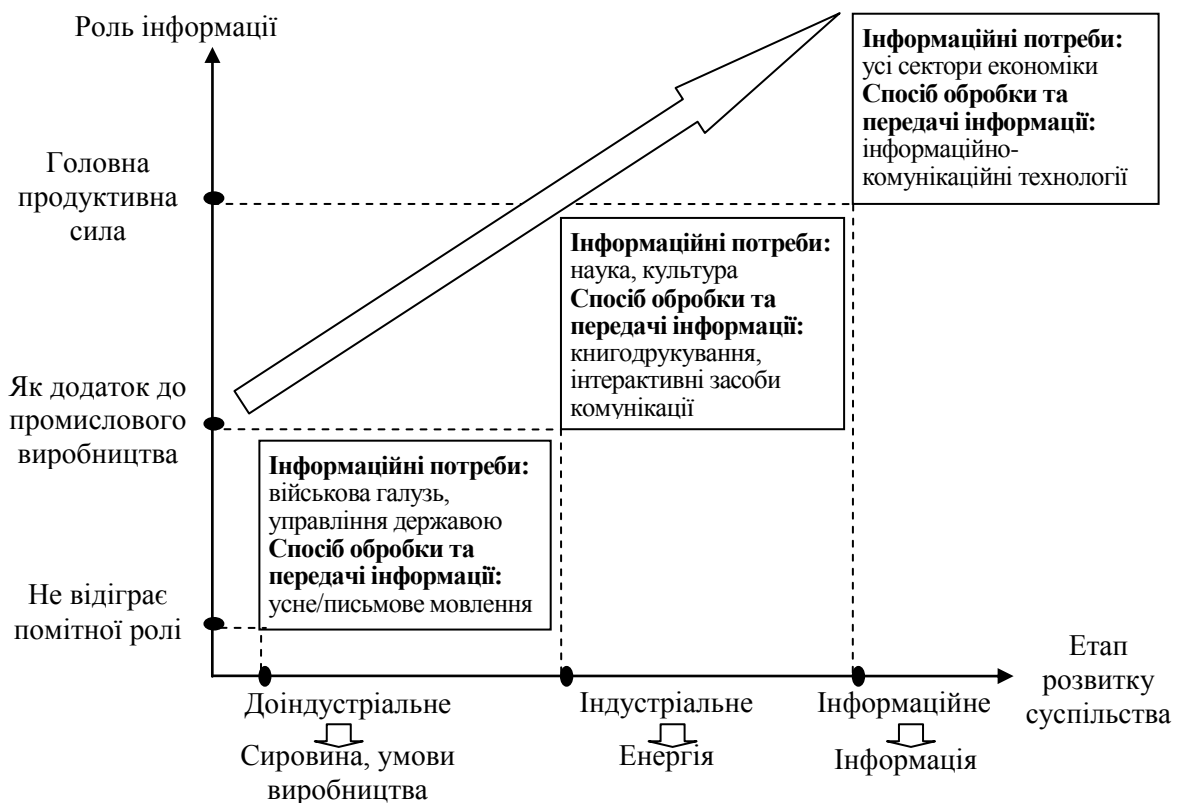 Роль інформації
Головна
продуктивна
сила
Як додаток до
промислового
виробництва
Не відіграє
помітної ролі
Інформаційні потреби:
усі сектори економіки
Спосіб обробки та
передачі інформації:
інформаційно-
комунікаційні технології
Інформаційні потреби:
наука, культура
Спосіб обробки та
передачі інформації:
книгодрукування,
інтерактивні засоби
комунікації
Інформаційні потреби:
військова галузь,
управління державою
Спосіб обробки та
передачі інформації:
усне/письмове мовлення
Етап
розвитку
суспільства
Доіндустріальне
Індустріальне
Інформаційне
Сировина, умови
виробництва
Енергія
Інформація